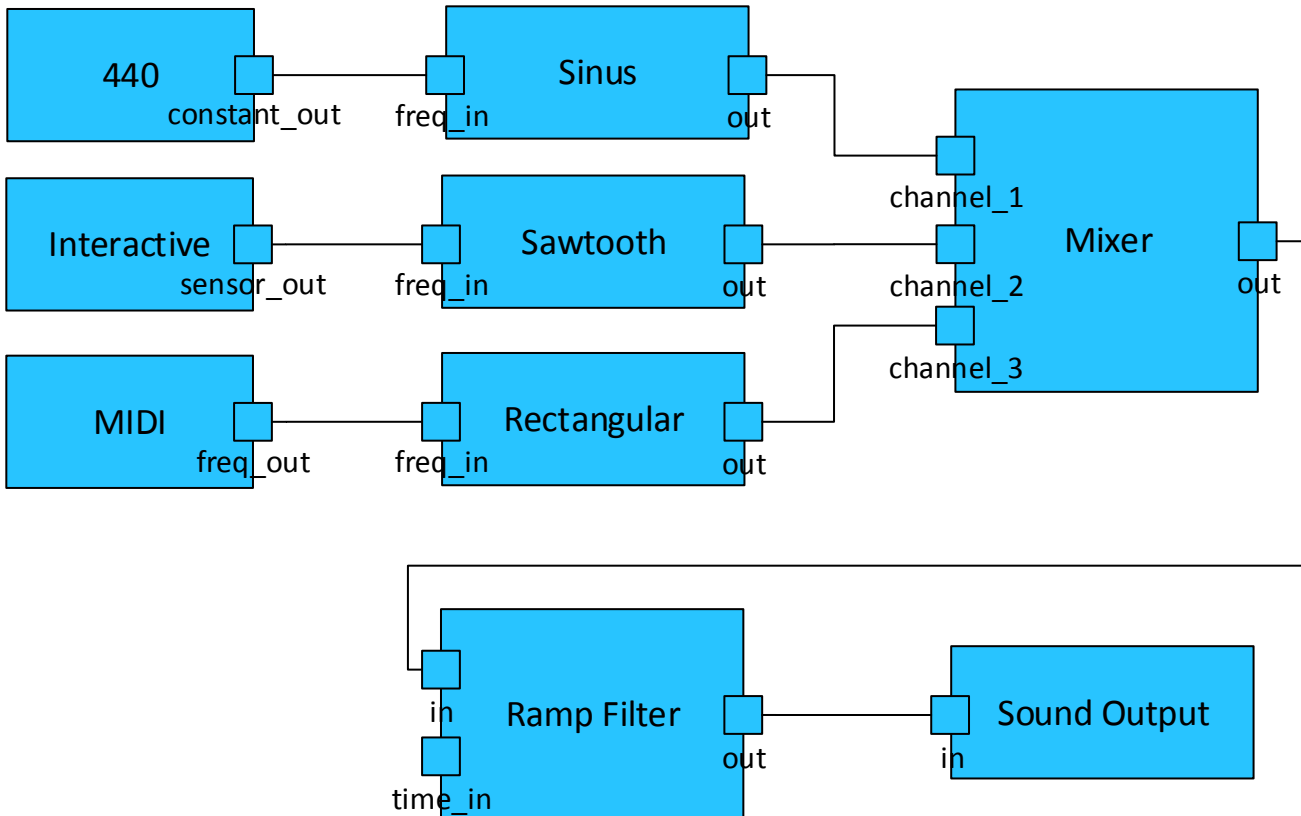 440
constant_out
freq_in
Sinus
out
Interactive
sensor_out
freq_in
Sawtooth
out
MIDI
freq_out
freq_in
Rectangular
out
channel_1
channel_2
channel_3
Mixer
out
in
time_in
Ramp Filter
out
in
Sound Output